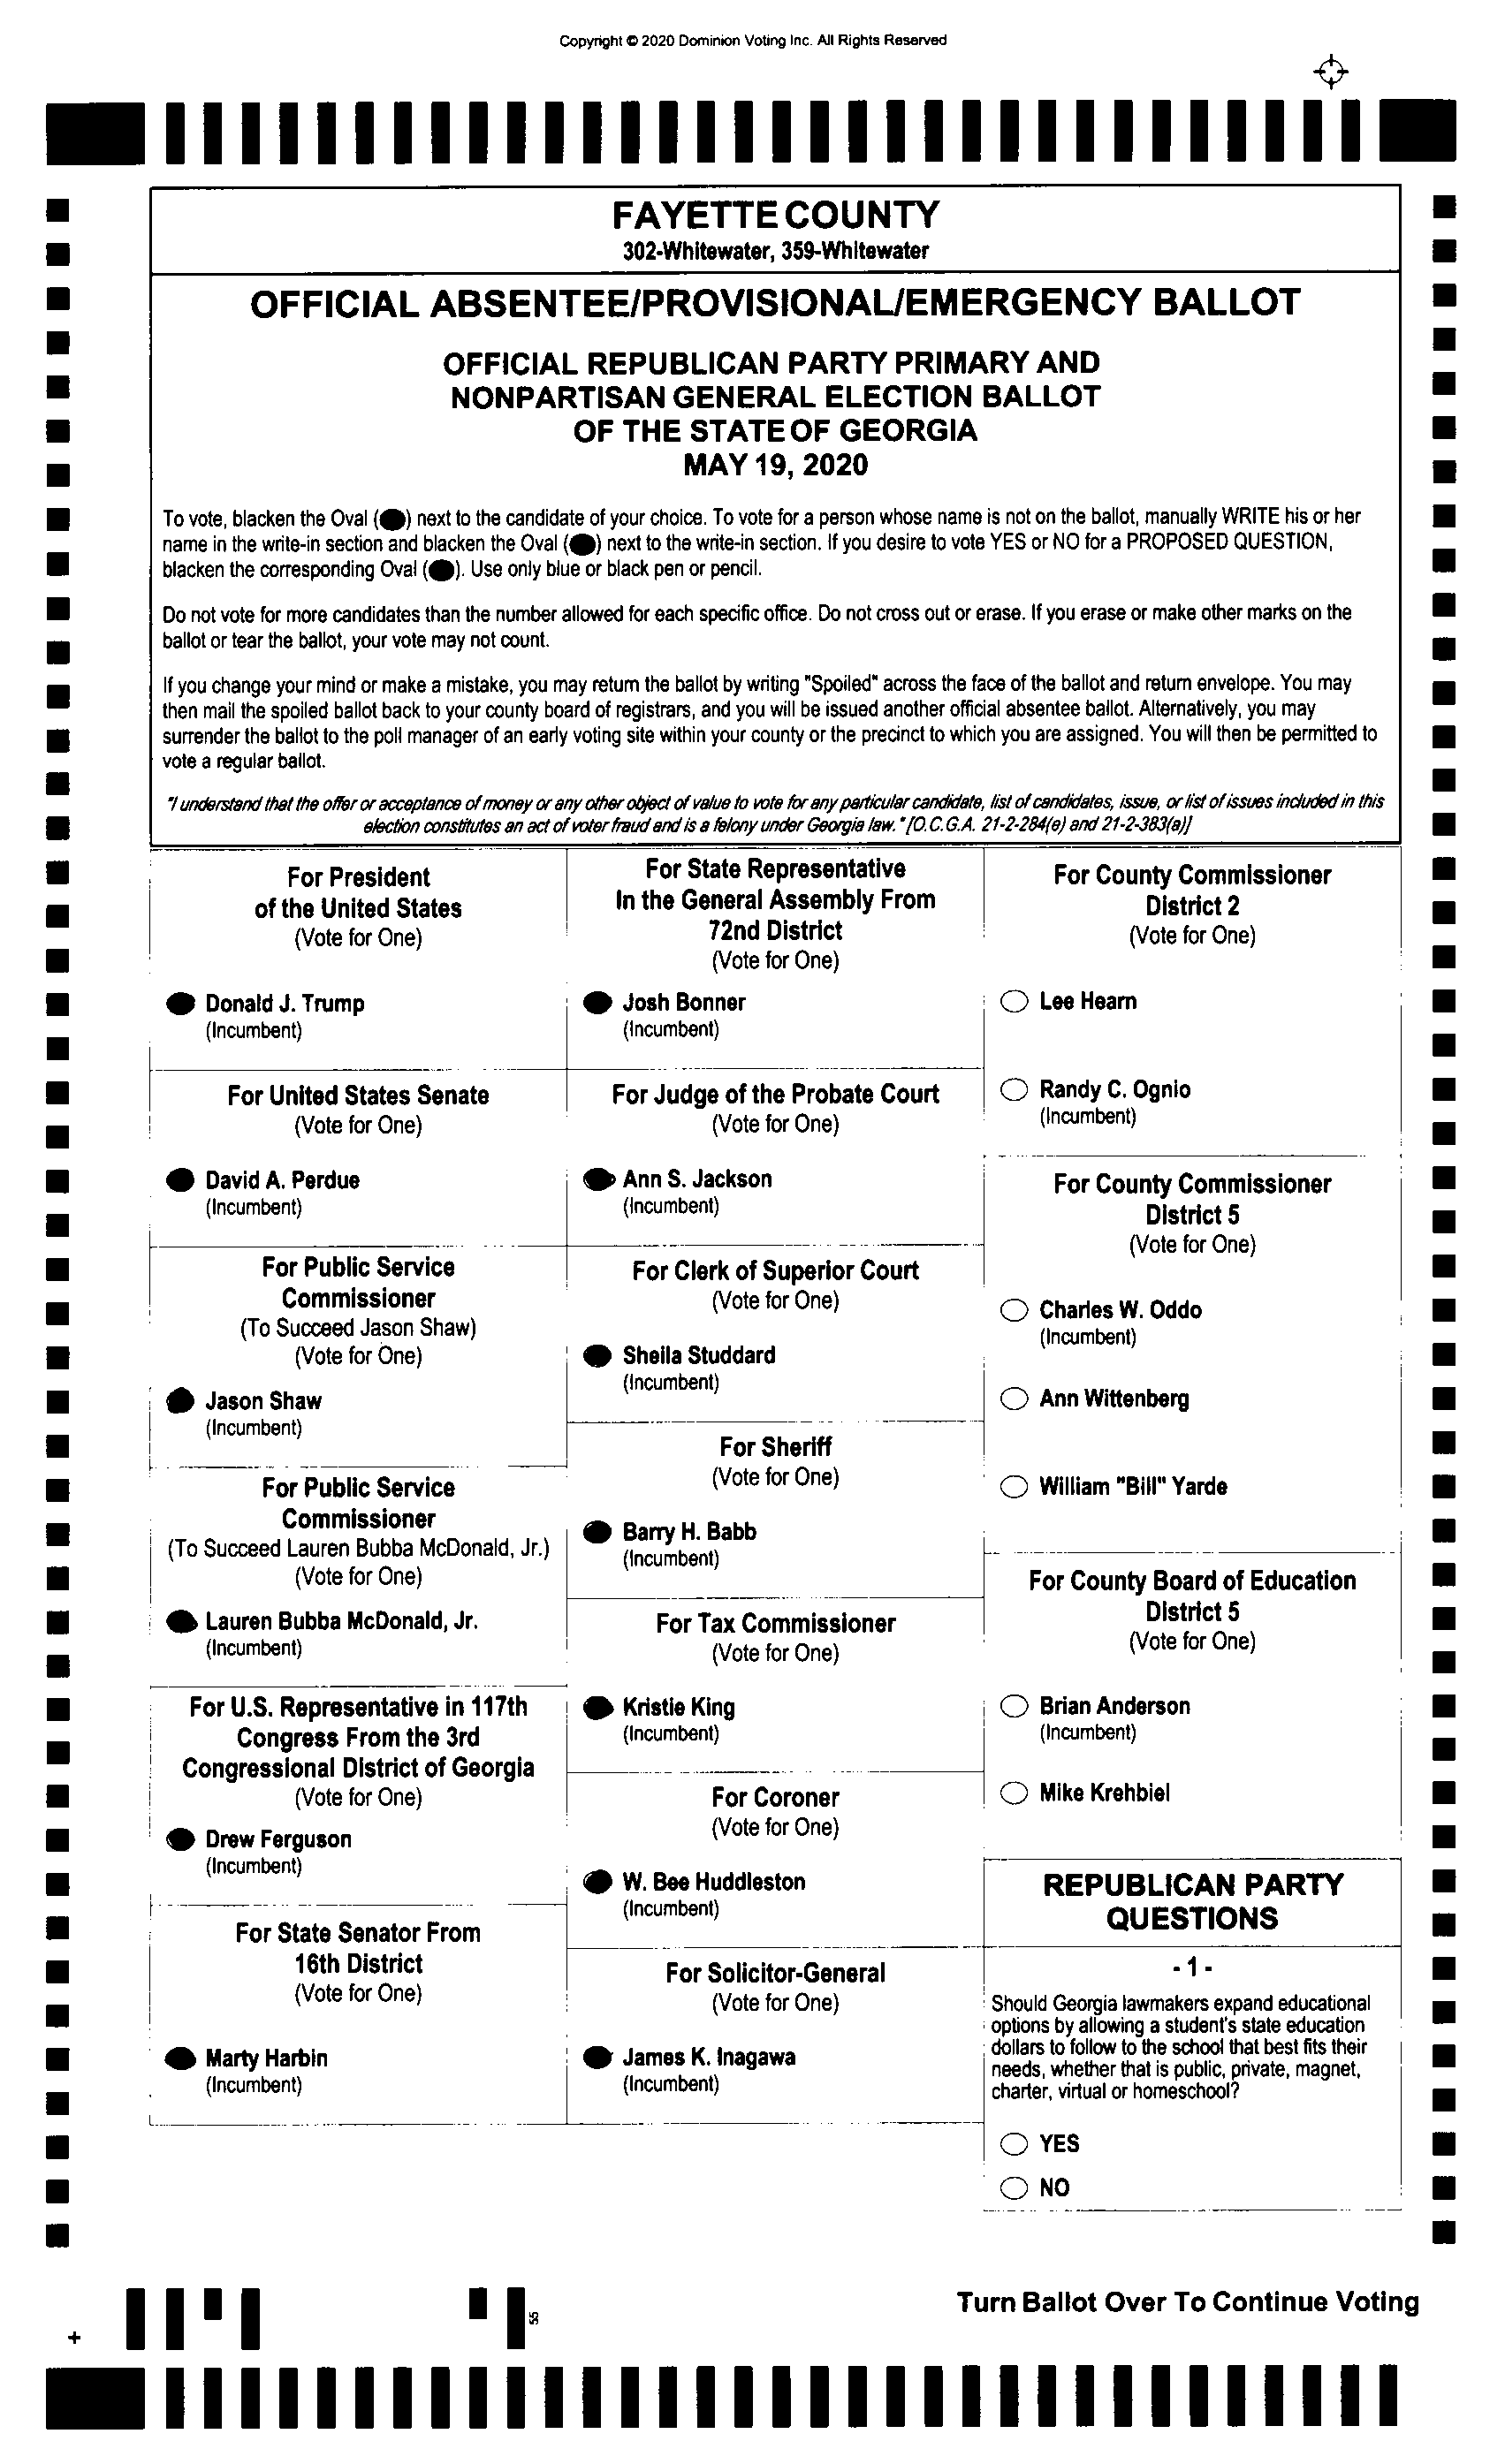 Copyright © 2020 Dominion Voting Inc. All Rights Reserved
FAYETTE COUNTY
302-Whitewater, 359-Whitewater
OFFICIAL ABSENTEE/PROVISIONAL/EMERGENCY BALLOT
OFFICIAL REPUBLICAN PARTY PRIMARY AND
NONPARTISAN GENERAL ELECTION BALLOT
OF THE STATE OF GEORGIA
MAY 19, 2020
To vote, blacken the Oval (●) next to the candidate of your choice. To vote for a person whose name is not on the ballot, manually WRITE his or her
name in the write-in section and blacken the Oval (●) next to the write-in section. If you desire to vote YES or NO for a PROPOSED QUESTION,
blacken the corresponding Oval (●). Use only blue or black pen or pencil.
Do not vote for more candidates than the number allowed for each specific office. Do not cross out or erase. If you erase or make other marks on the
ballot or tear the ballot, your vote may not count.
If you change your mind or make a mistake, you may return the ballot by writing "Spoiled" across the face of the ballot and return envelope. You may
then mail the spoiled ballot back to your county board of registrars, and you will be issued another official absentee ballot. Alternatively, you may
surrender the ballot to the poll manager of an early voting site within your county or the precinct to which you are assigned. You will then be permitted to
vote a regular ballot.
"I understand that the offer or acceptance of money or any other object of value to vote for any particular candidate, list of candidates, issue, or list of issues included in this
election constitutes an act of voter fraud and is a felony under Georgia law." [O.C.G.A. 21-2-284(e) and 21-2-383(a)]
For President
of the United States
(Vote for One)
Donald J. Trump
(Incumbent)
For United States Senate
(Vote for One)
David A. Perdue
(Incumbent)
For Public Service
Commissioner
(To Succeed Jason Shaw)
(Vote for One)
Jason Shaw
(Incumbent)
For Public Service
Commissioner
(To Succeed Lauren Bubba McDonald, Jr.)
(Vote for One)
Lauren Bubba McDonald, Jr.
(Incumbent)
For U.S. Representative in 117th
Congress From the 3rd
Congressional District of Georgia
(Vote for One)
Drew Ferguson
(Incumbent)
For State Senator From
16th District
(Vote for One)
Marty Harbin
(Incumbent)
For State Representative
In the General Assembly From
72nd District
(Vote for One)
Josh Bonner
(Incumbent)
For Judge of the Probate Court
(Vote for One)
Ann S. Jackson
(Incumbent)
For Clerk of Superior Court
(Vote for One)
Sheila Studdard
(Incumbent)
For Sheriff
(Vote for One)
Barry H. Babb
(Incumbent)
For Tax Commissioner
(Vote for One)
Kristie King
(Incumbent)
For Coroner
(Vote for One)
W. Bee Huddleston
(Incumbent)
For Solicitor-General
(Vote for One)
James K. Inagawa
(Incumbent)
For County Commissioner
District 2
(Vote for One)
Lee Hearn
Randy C. Ognio
(Incumbent)
For County Commissioner
District 5
(Vote for One)
Charles W. Oddo
(Incumbent)
Ann Wittenberg
William "Bill" Yarde
For County Board of Education
District 5
(Vote for One)
Brian Anderson
(Incumbent)
Mike Krehbiel
REPUBLICAN PARTY
QUESTIONS
- 1 -
Should Georgia lawmakers expand educational
options by allowing a student's state education
dollars to follow to the school that best fits their
needs, whether that is public, private, magnet,
charter, virtual or homeschool?
YES
NO
Turn Ballot Over To Continue Voting